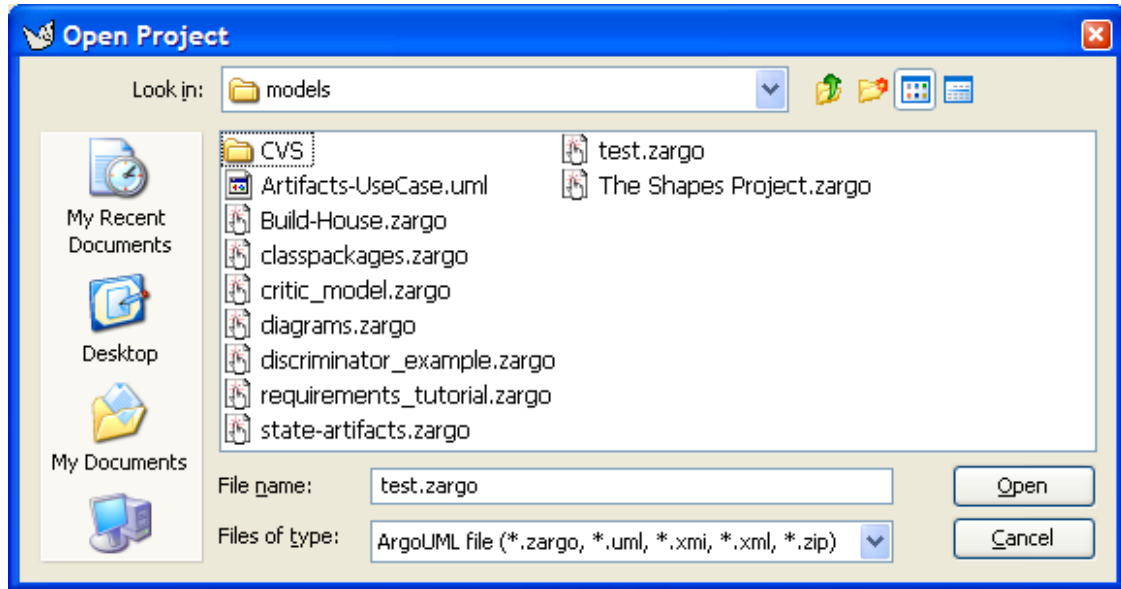 Open Project
Look in: models
CVS
Artifacts-UseCase.uml
Build-House.zargo
classpackages.zargo
critic_model.zargo
diagrams.zargo
discriminator_example.zargo
requirements_tutorial.zargo
state-artifacts.zargo
test.zargo
The Shapes Project.zargo
My Recent
Documents
Desktop
My Documents
File name: test.zargo
Open
Files of type: ArgoUML file (*.zargo, *.uml, *.xmi, *.xml, *.zip)
Cancel